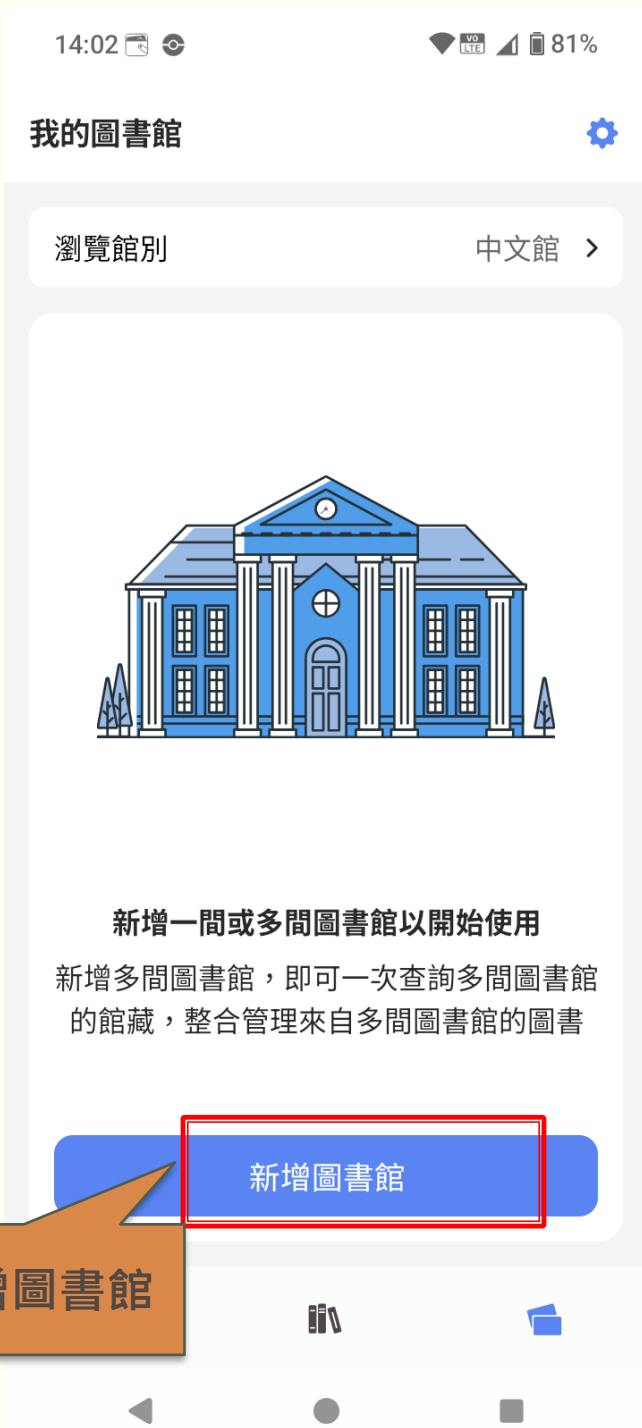 14:02
VO
LTE
81%
我的圖書館
瀏覽館別
中文館
新增一間或多間圖書館以開始使用
新增多間圖書館，即可一次查詢多間圖書館
的館藏，整合管理來自多間圖書館的圖書
新增圖書館
增圖書館